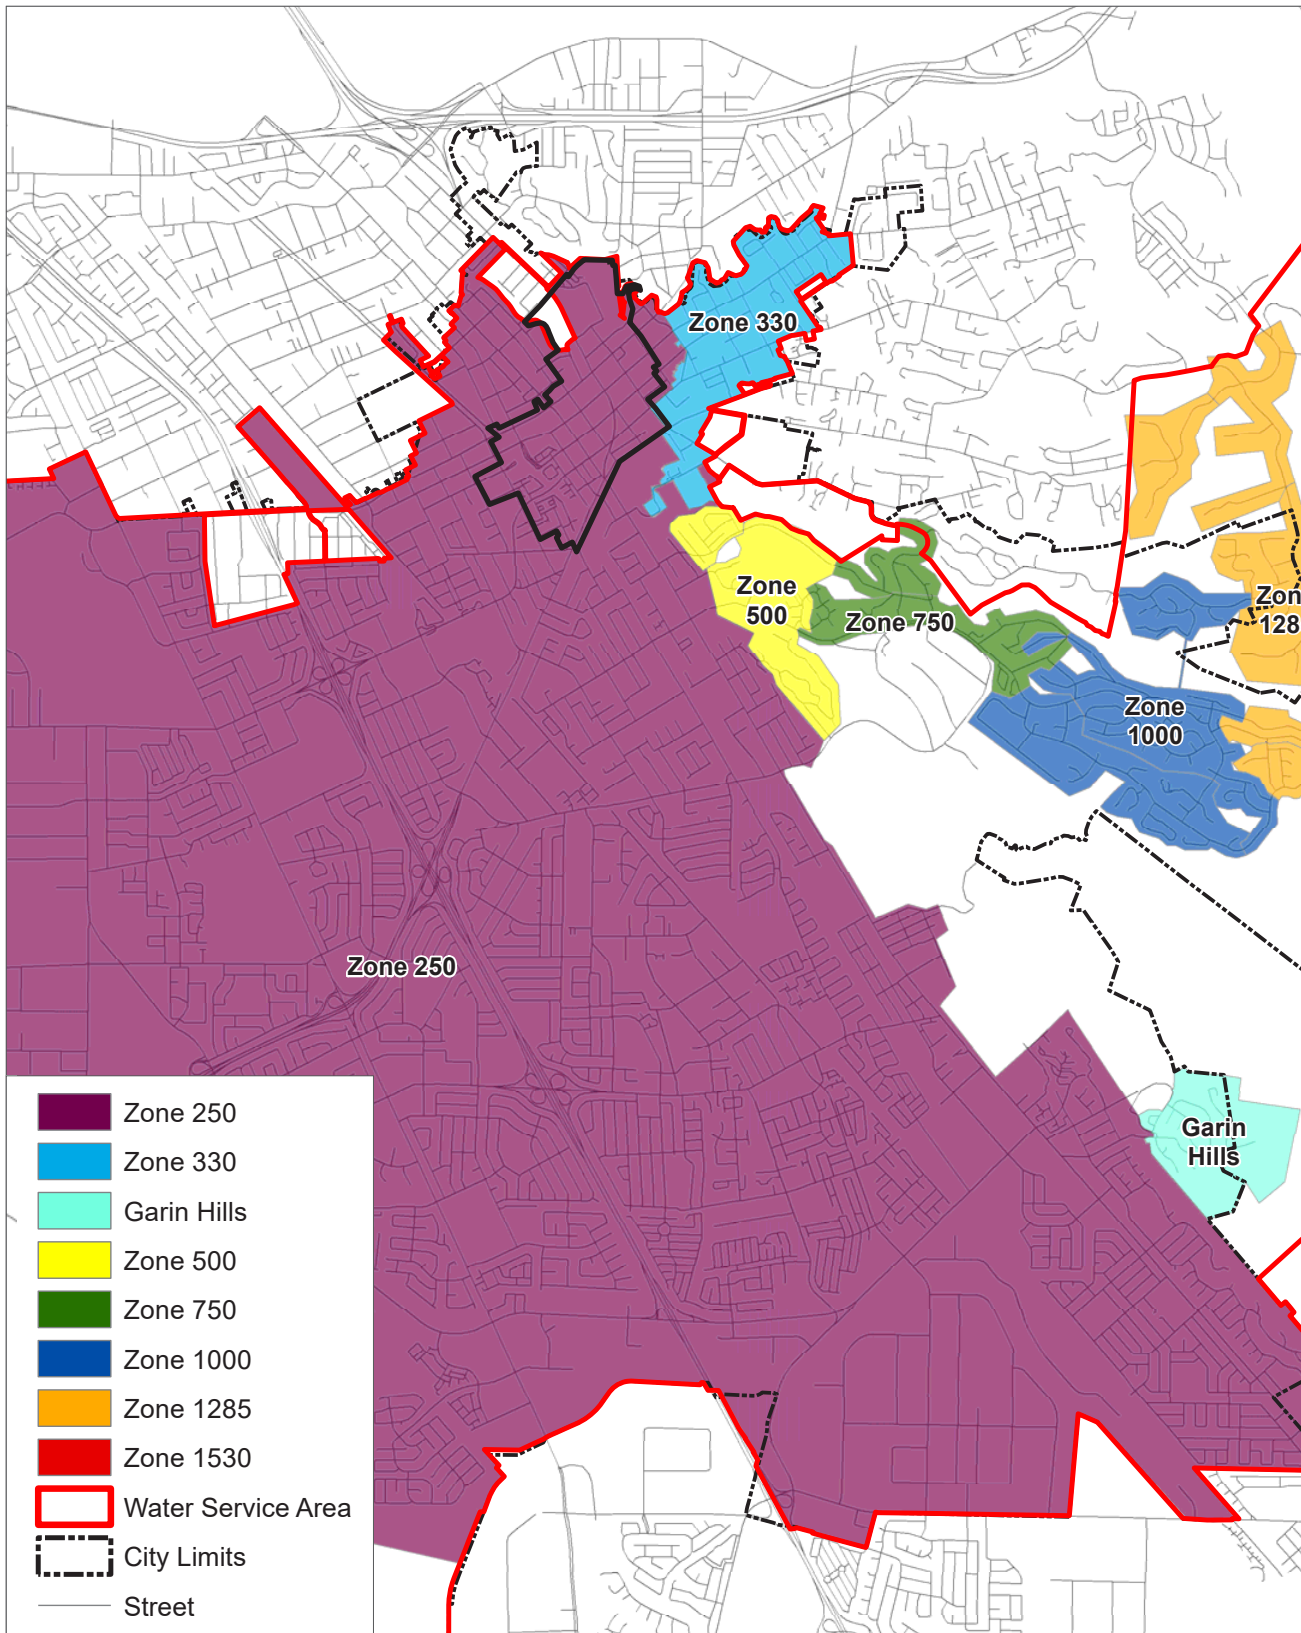 Zone 330
Zone
500
Zone 750
Zon
128
Zone
1000
Zone 250
Garin
Hills
Zone 250
Zone 330
Garin Hills
Zone 500
Zone 750
Zone 1000
Zone 1285
Zone 1530
Water Service Area
City Limits
Street